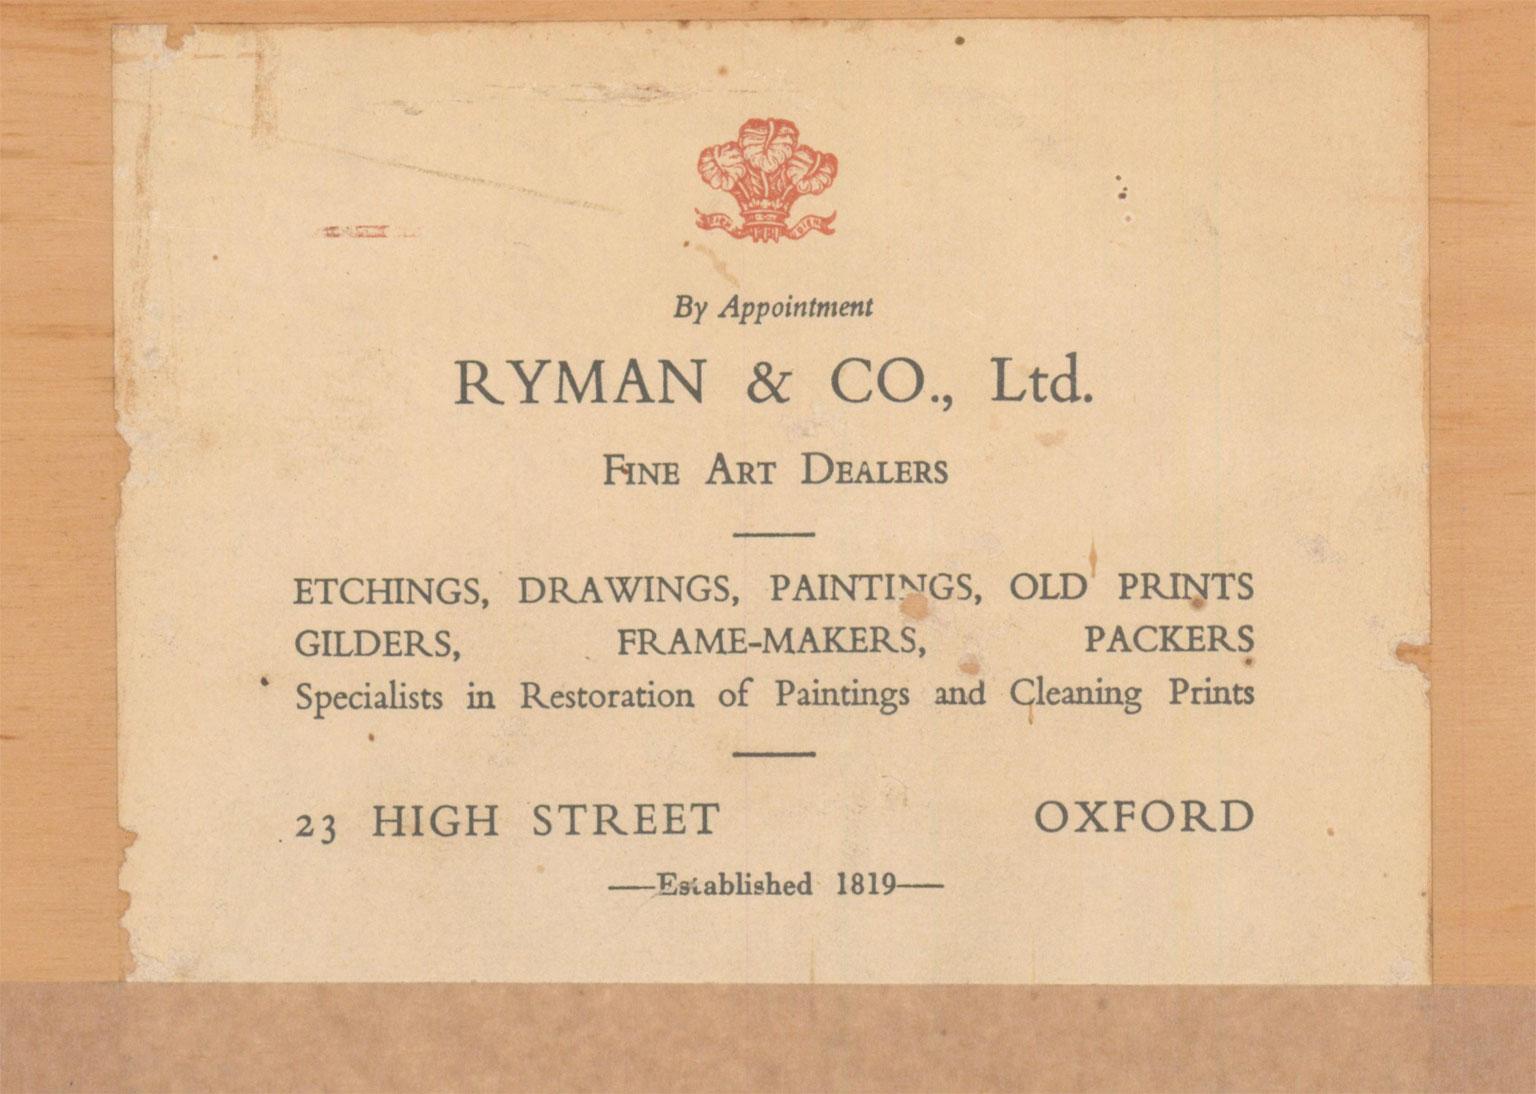 By Appointment
RYMAN & CO., Ltd.
FINE ART DEALERS
ETCHINGS, DRAWINGS, PAINTINGS, OLD PRINTS
GILDERS, FRAME-MAKERS, PACKERS
Specialists in Restoration of Paintings and Cleaning Prints
23 HIGH STREET OXFORD
—Established 1819—